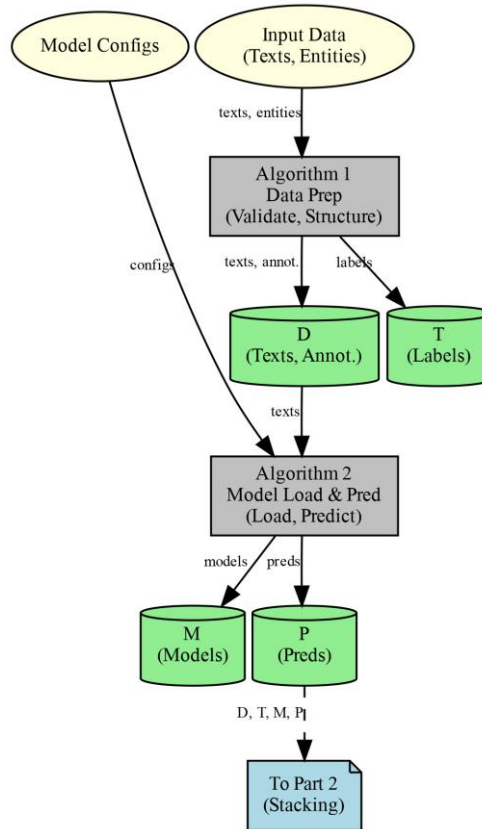 Model Configs
Input Data
(Texts, Entities)
texts, entities
Algorithm 1
Data Prep
(Validate, Structure)
configs
texts, annot.
labels
D
(Texts, Annot.)
T
(Labels)
texts
Algorithm 2
Model Load & Pred
(Load, Predict)
models
preds
M
(Models)
P
(Preds)
D, T, M, P
To Part 2
(Stacking)